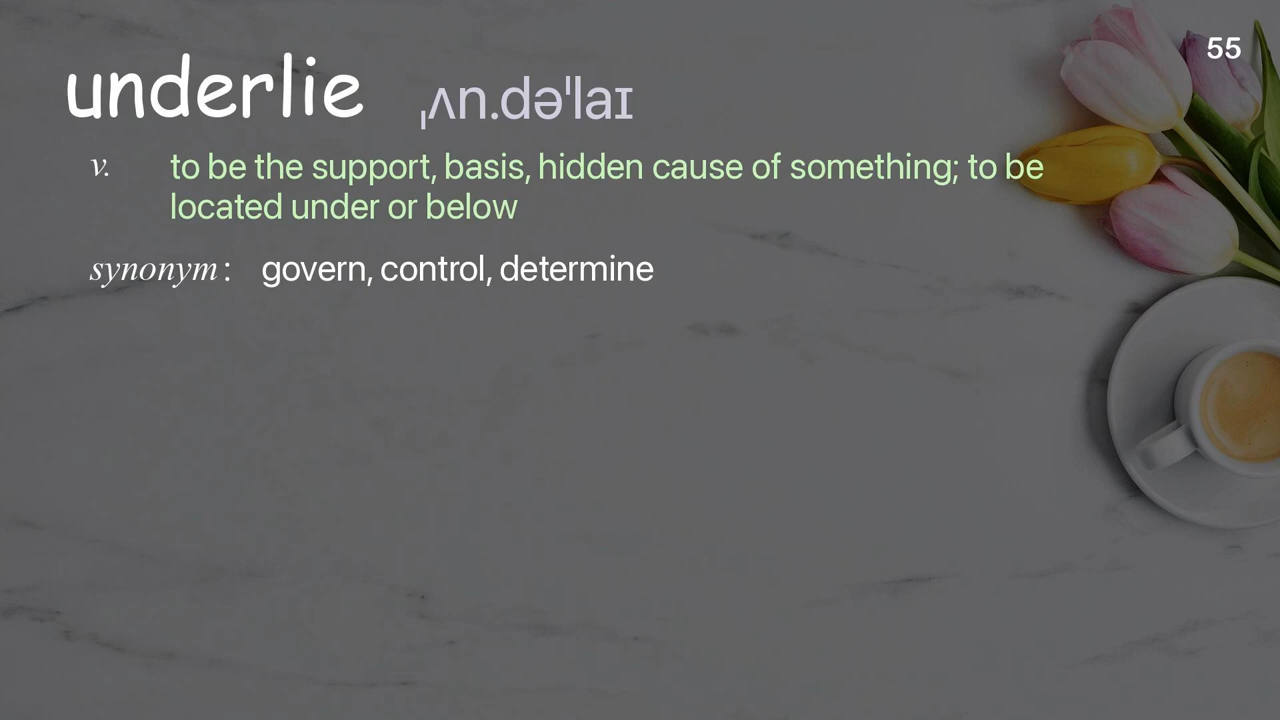 55
underlie ˌʌn.dəˈlaɪ
v. to be the support, basis, hidden cause of something; to be
located under or below
synonym: govern, control, determine